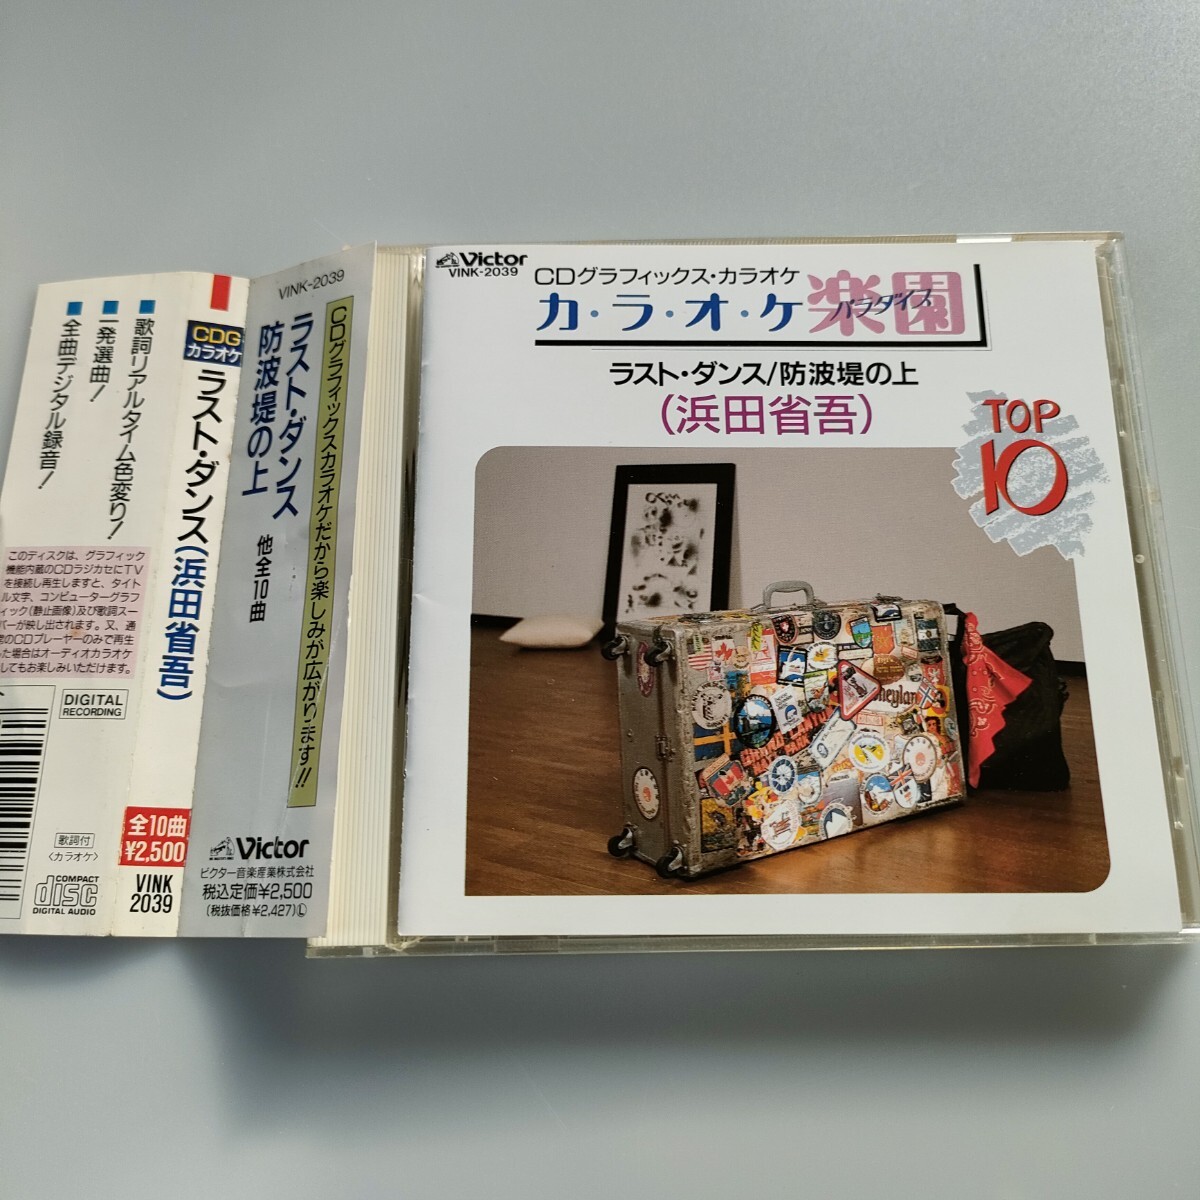 ■歌詞リアルタイム色変り！
■一発選曲！
■全曲デジタル録音！
このディスクは、グラフィック
機能内蔵のCDラジカセにTV
を接続し再生しますと、タイト
ル文字、コンピューターグラフ
ィック(静止画像)及び歌詞スー
パーが映し出されます。又、通
常のCDプレーヤーのみで再生
した場合はオーディオカラオケ
としてもお楽しみいただけます。
DIGITAL
RECORDING
歌詞付
〈カラオケ〉
COMPACT
disc
DIGITAL AUDIO
CDG
カラオケ
ラスト・ダンス(浜田省吾)
全10曲
¥2,500
VINK
2039
VINK-2039
CDグラフィックスカラオケだから楽しみが広がります!!
ラスト・ダンス
防波堤の上
他全10曲
Victor
ビクター音楽産業株式会社
税込定価¥2,500
(税抜価格¥2,427)Ⓛ
Victor
VINK-2039
CDグラフィックス・カラオケ
カ・ラ・オ・ケ楽園
パラダイス
ラスト・ダンス/防波堤の上
(浜田省吾)
TOP
10